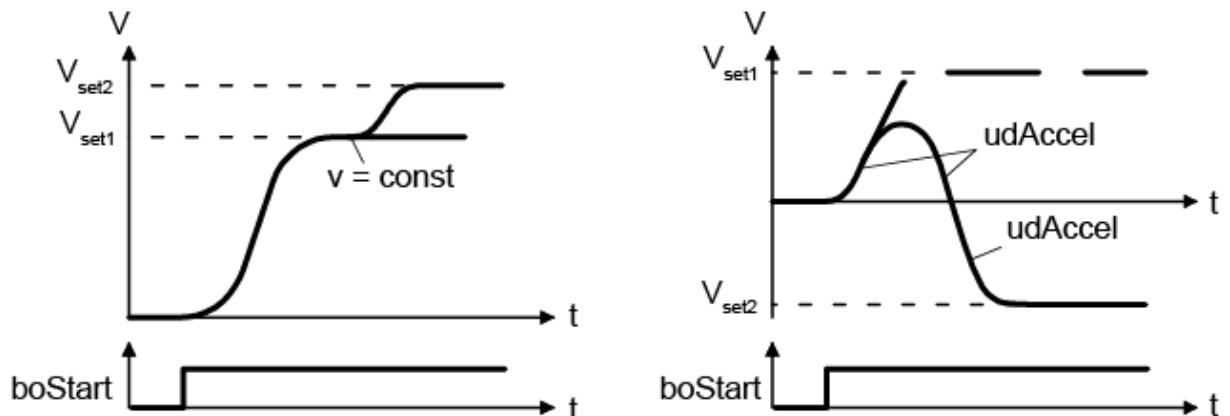 V
Vset2
Vset1
v = const
t
boStart
t
V
Vset1
udAccel
t
udAccel
Vset2
boStart
t